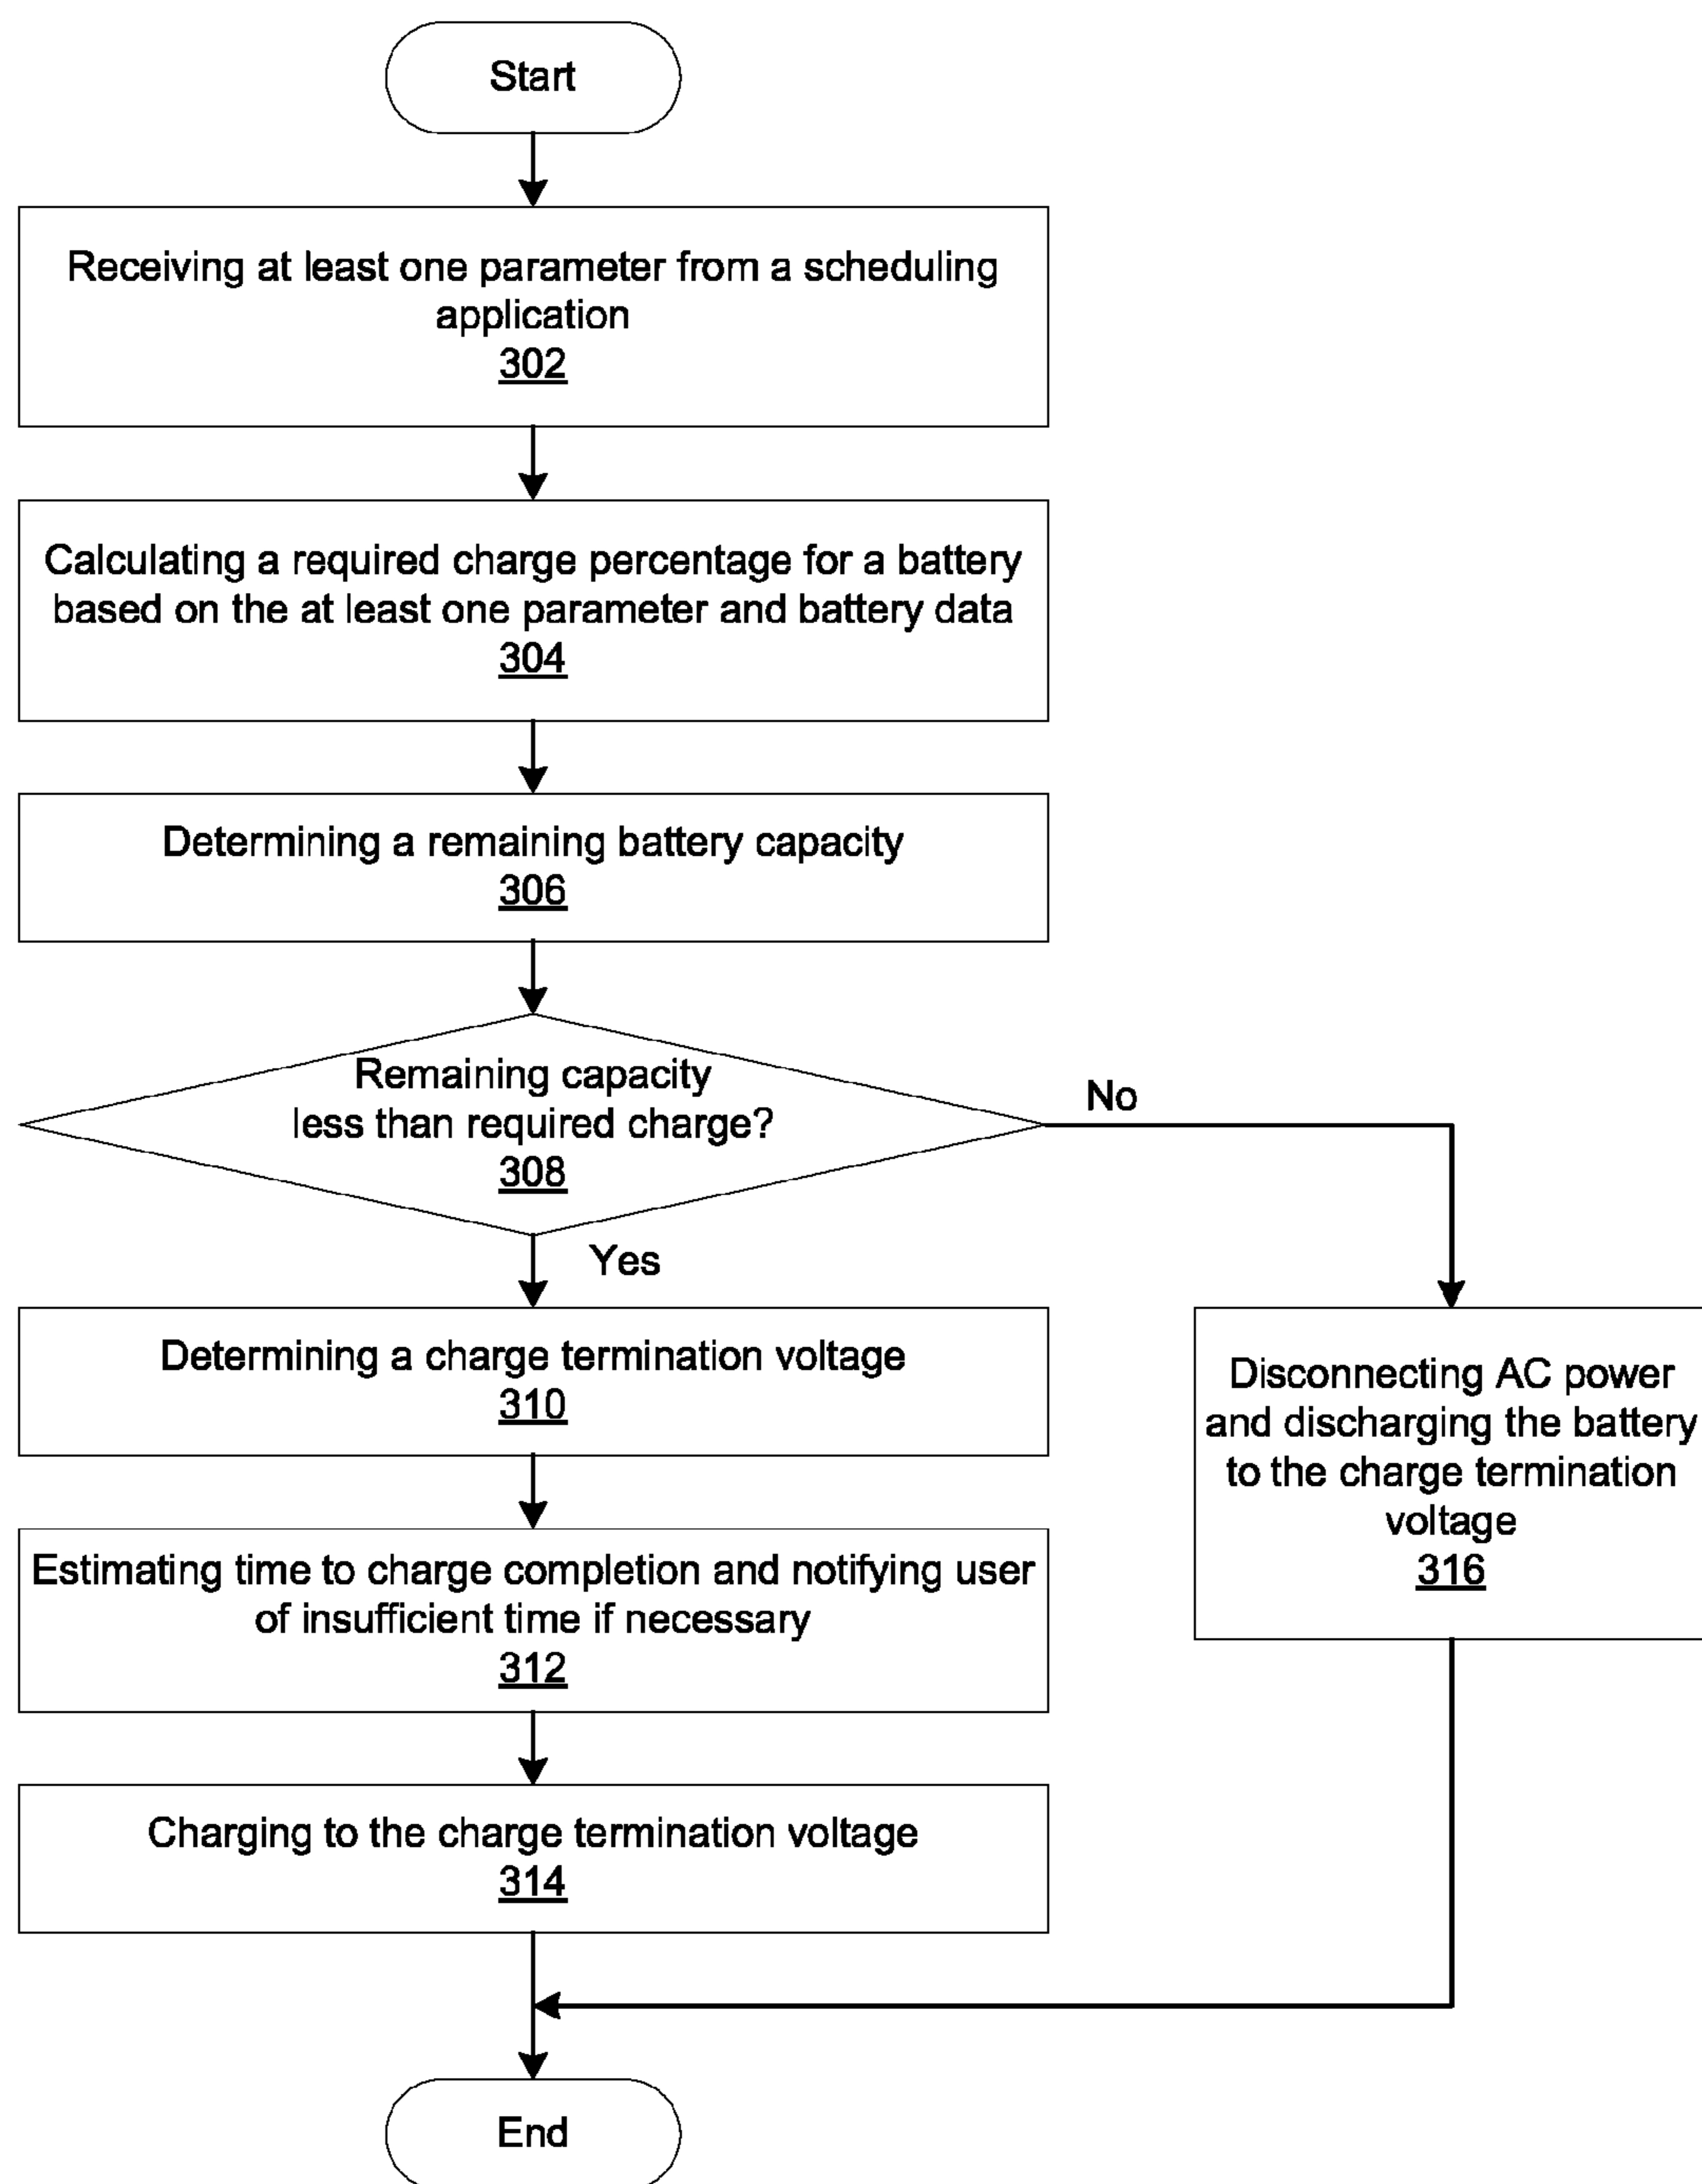 Start
Receiving at least one parameter from a scheduling
application
302
Calculating a required charge percentage for a battery
based on the at least one parameter and battery data
304
Determining a remaining battery capacity
306
Remaining capacity
less than required charge?
308
No
Yes
Determining a charge termination voltage
310
Disconnecting AC power
and discharging the battery
to the charge termination
voltage
316
Estimating time to charge completion and notifying user
of insufficient time if necessary
312
Charging to the charge termination voltage
314
End